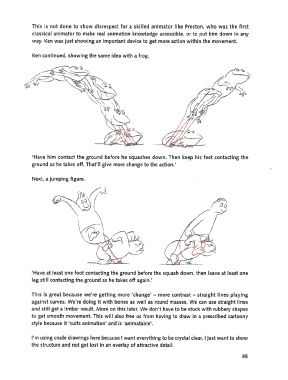 This is not done to show disrespect for a skilled animator like Preston, who was the first
classical animator to make real animation knowledge accessible, or to put him down in any
way. Ken was just showing an important device to get more action within the movement.
Ken continued, showing the same idea with a frog.
'Have him contact the ground before he squashes down. Then keep his feet contacting the
ground as he takes off. That'll give more change to the action.'
Next, a jumping figure.
'Have at least one foot contacting the ground before the squash down, then leave at least one
leg still contacting the ground as he takes off again.'
This is great because we're getting more 'change' – more contrast – straight lines playing
against curves. We're doing it with bones as well as round masses. We can use straight lines
and still get a limber result. More on this later. We don't have to be stuck with rubbery shapes
to get smooth movement. This will also free us from having to draw in a prescribed cartoony
style because it 'suits animation' and is 'animatable'.
I'm using crude drawings here because I want everything to be crystal clear. I just want to show
the structure and not get lost in an overlay of attractive detail.
95